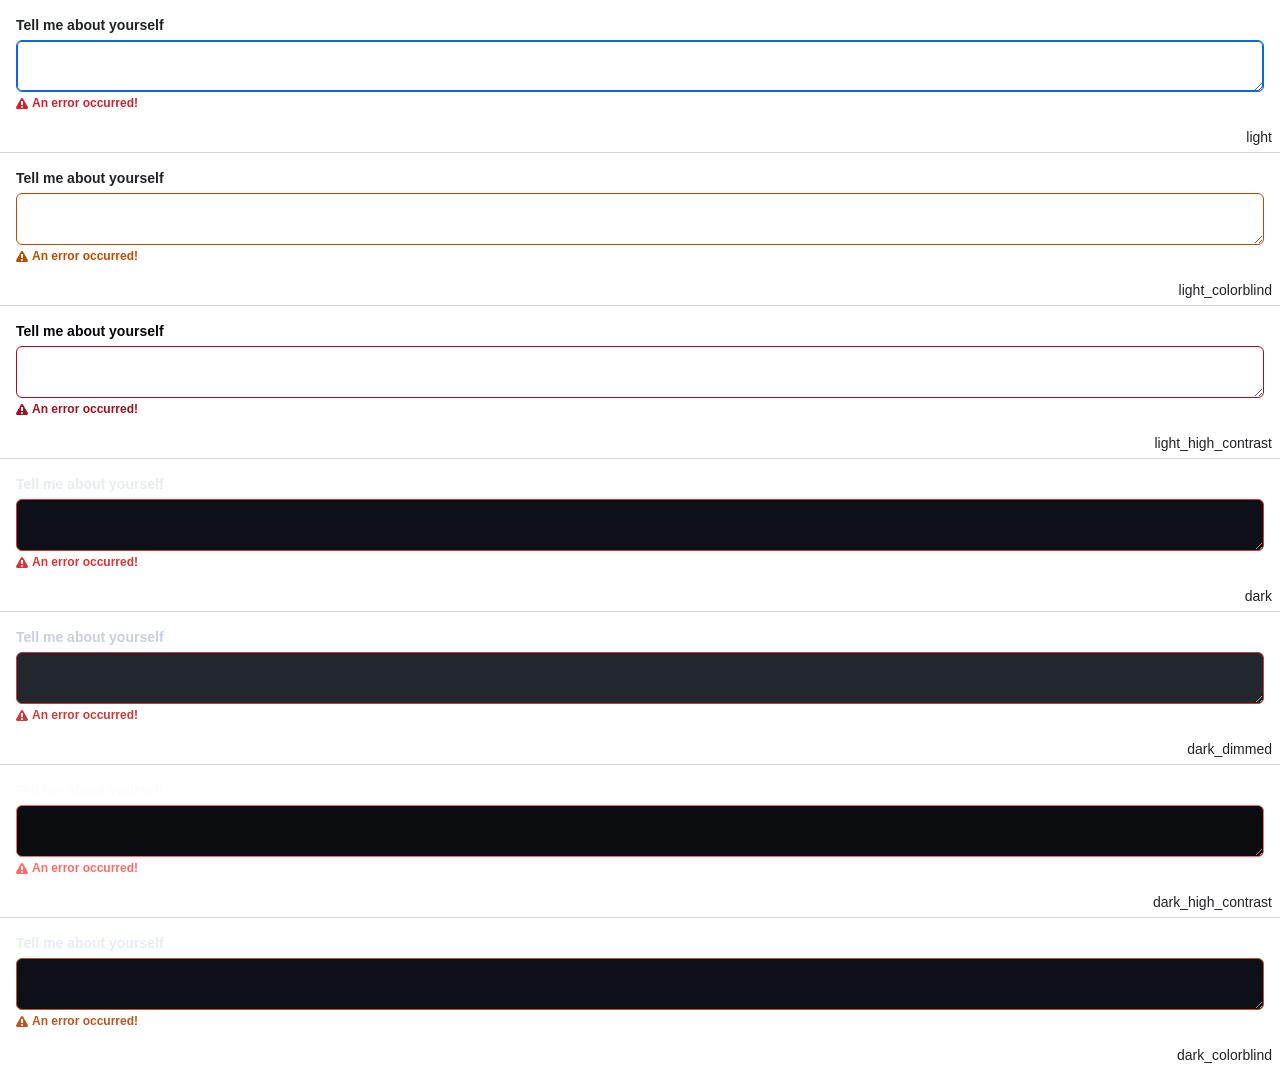 Tell me about yourself
An error occurred!
light
Tell me about yourself
An error occurred!
light_colorblind
Tell me about yourself
An error occurred!
light_high_contrast
Tell me about yourself
An error occurred!
dark
Tell me about yourself
An error occurred!
dark_dimmed
Tell me about yourself
An error occurred!
dark_high_contrast
Tell me about yourself
An error occurred!
dark_colorblind